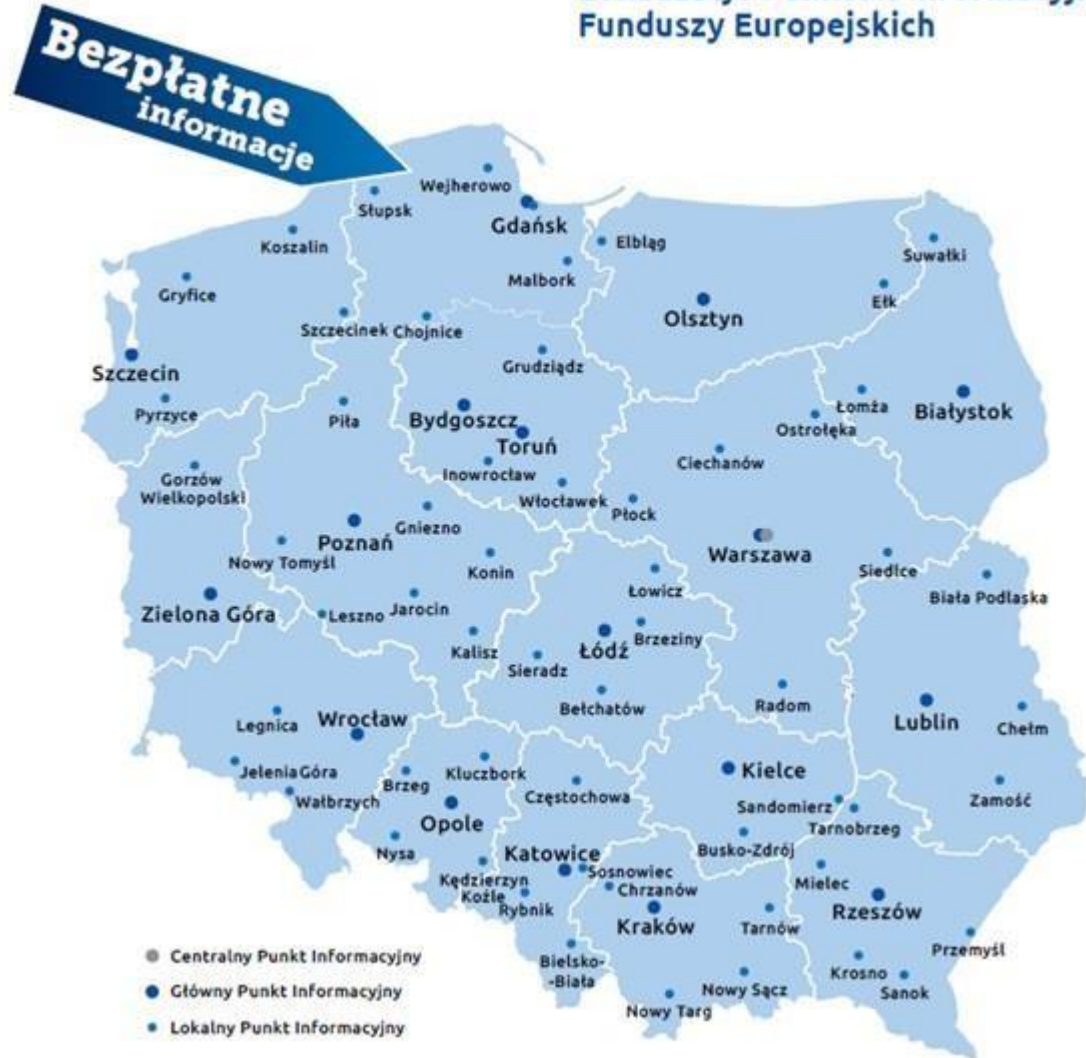 Funduszy Europejskich
Bezpłatne
informacje
Wejherowo
Słupsk
Gdańsk
Koszalin
Elbląg
Suwałki
Malbork
Gryfice
Ełk
Olsztyn
Szczecinek
Chojnice
Grudziądz
Szczecin
Pyrzyce
Piła
Bydgoszcz
Toruń
Łomża
Białystok
Ostrołęka
Ciechanów
Inowrocław
Gorzów
Wielkopolski
Włocławek
Płock
Gniezno
Poznań
Nowy Tomyśl
Konin
Warszawa
Siedlce
Łowicz
Biała Podlaska
Zielona Góra
Leszno
Jarocin
Kalisz
Sieradz
Łódź
Brzeziny
Bełchatów
Radom
Legnica
Wrocław
Lublin
Chełm
Jelenia Góra
Wałbrzych
Brzeg
Kluczbork
Częstochowa
Kielce
Sandomierz
Tarnobrzeg
Zamość
Opole
Nysa
Katowice
Busko-Zdrój
Sosnowiec
Mielec
Kędzierzyn
Koźle
Chrzanów
Rybnik
Kraków
Tarnów
Rzeszów
Przemyśl
Bielsko-
-Biała
Nowy Sącz
Krosno
Sanok
Nowy Targ
Centralny Punkt Informacyjny
Główny Punkt Informacyjny
Lokalny Punkt Informacyjny